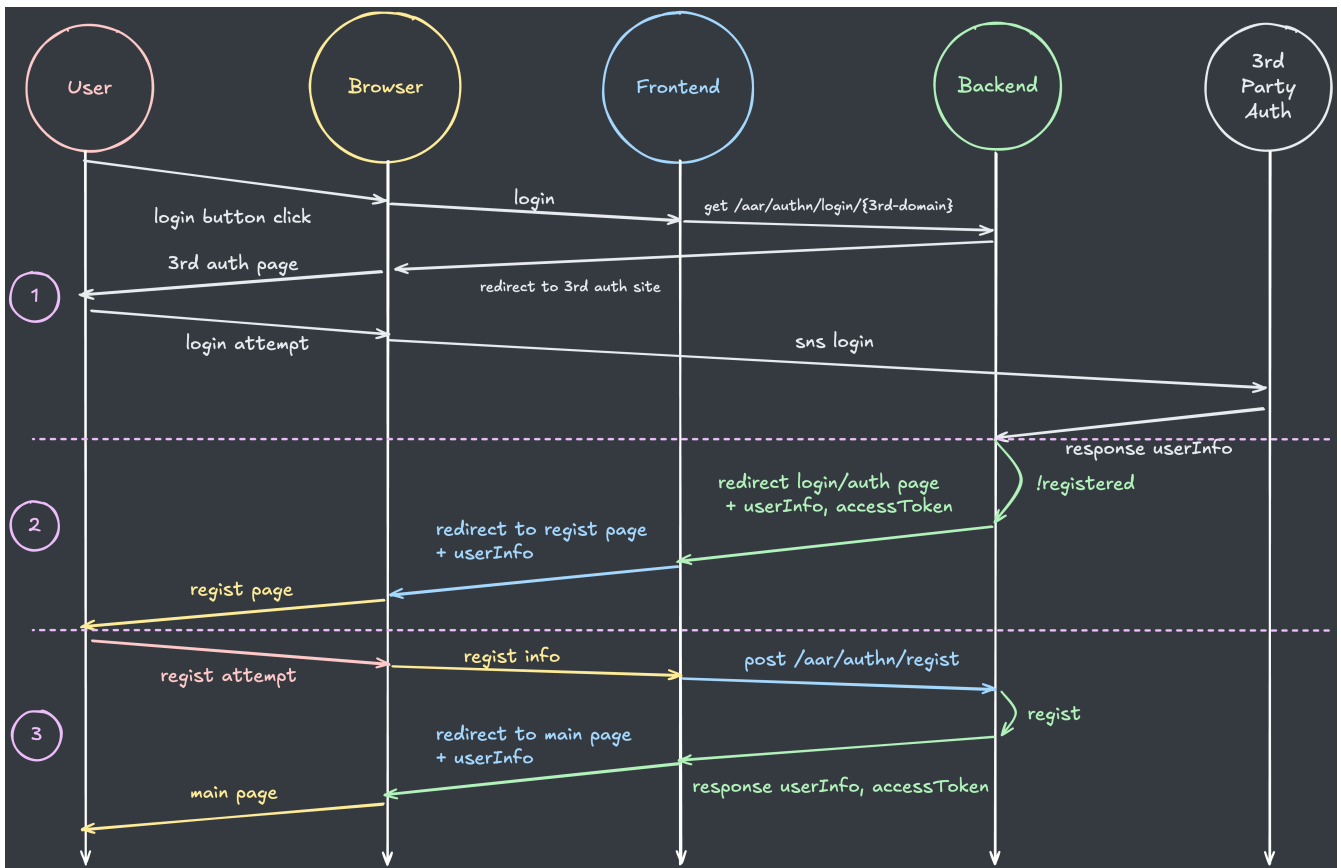 User
Browser
Frontend
Backend
3rd
Party
Auth
login button click
login
get /aar/authn/login/{3rd-domain}
3rd auth page
redirect to 3rd auth site
1
login attempt
sns login
response userInfo
!registered
redirect login/auth page
+ userInfo, accessToken
2
redirect to regist page
+ userInfo
regist page
regist attempt
regist info
post /aar/authn/regist
regist
3
redirect to main page
+ userInfo
response userInfo, accessToken
main page